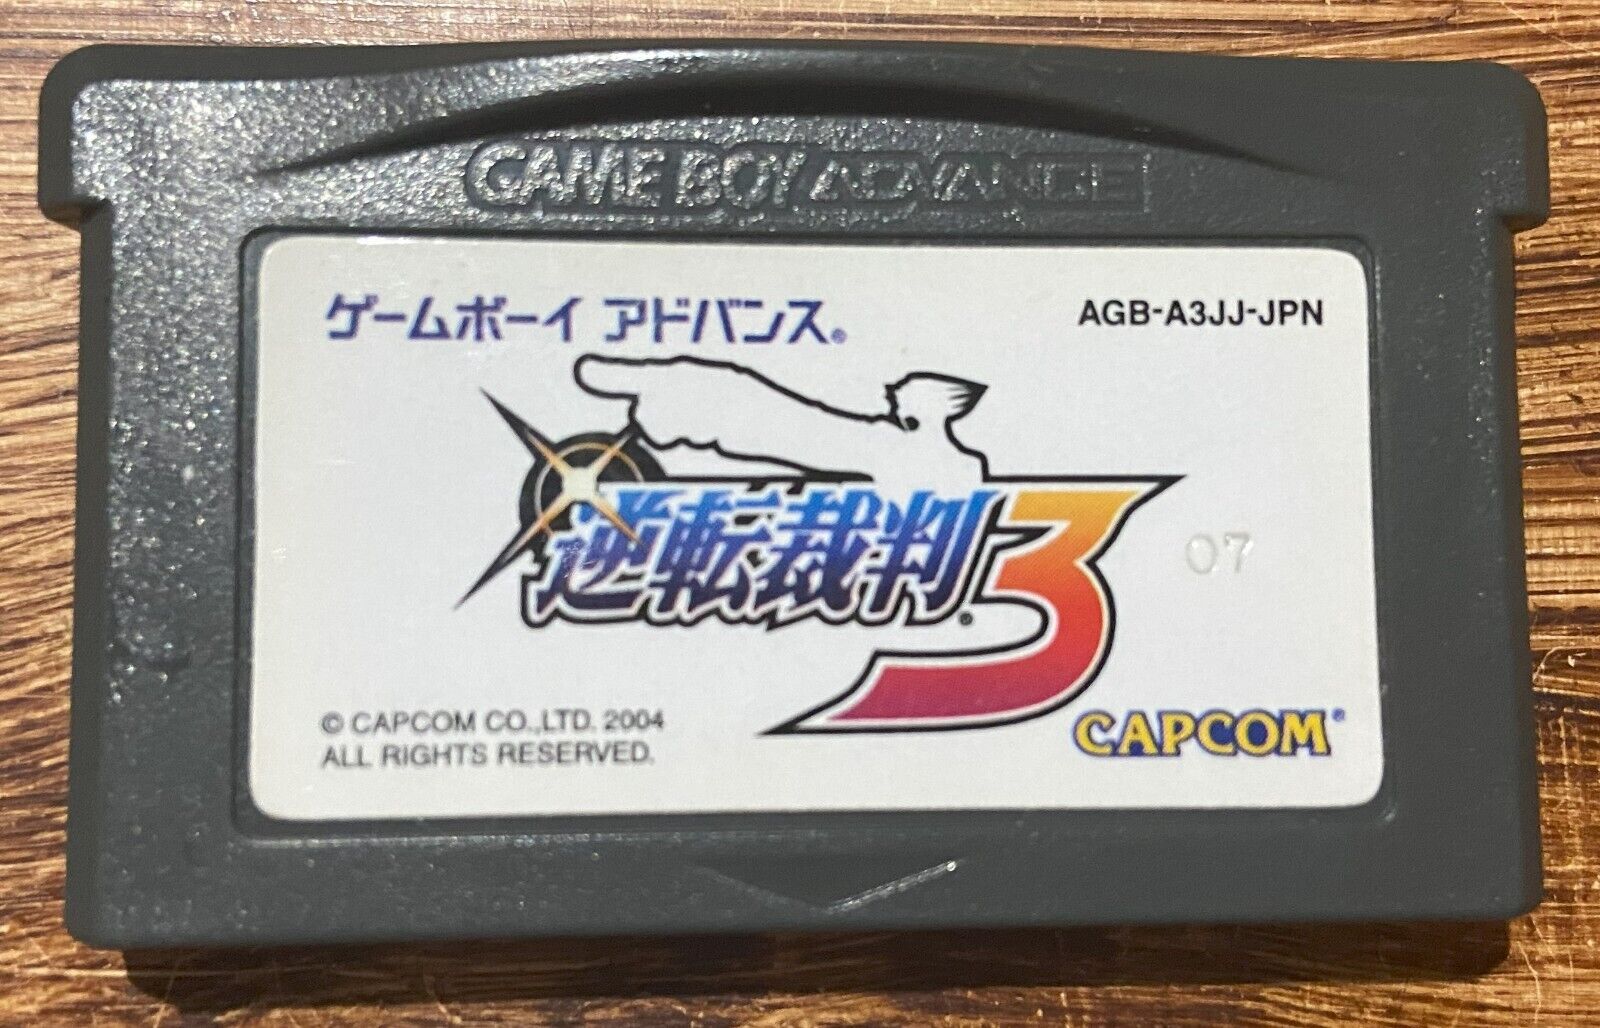 GAME BOY ADVANCE
ゲームボーイ アドバンス®
AGB-A3JJ-JPN
逆転裁判®3
07
© CAPCOM CO.,LTD. 2004
ALL RIGHTS RESERVED.
CAPCOM®